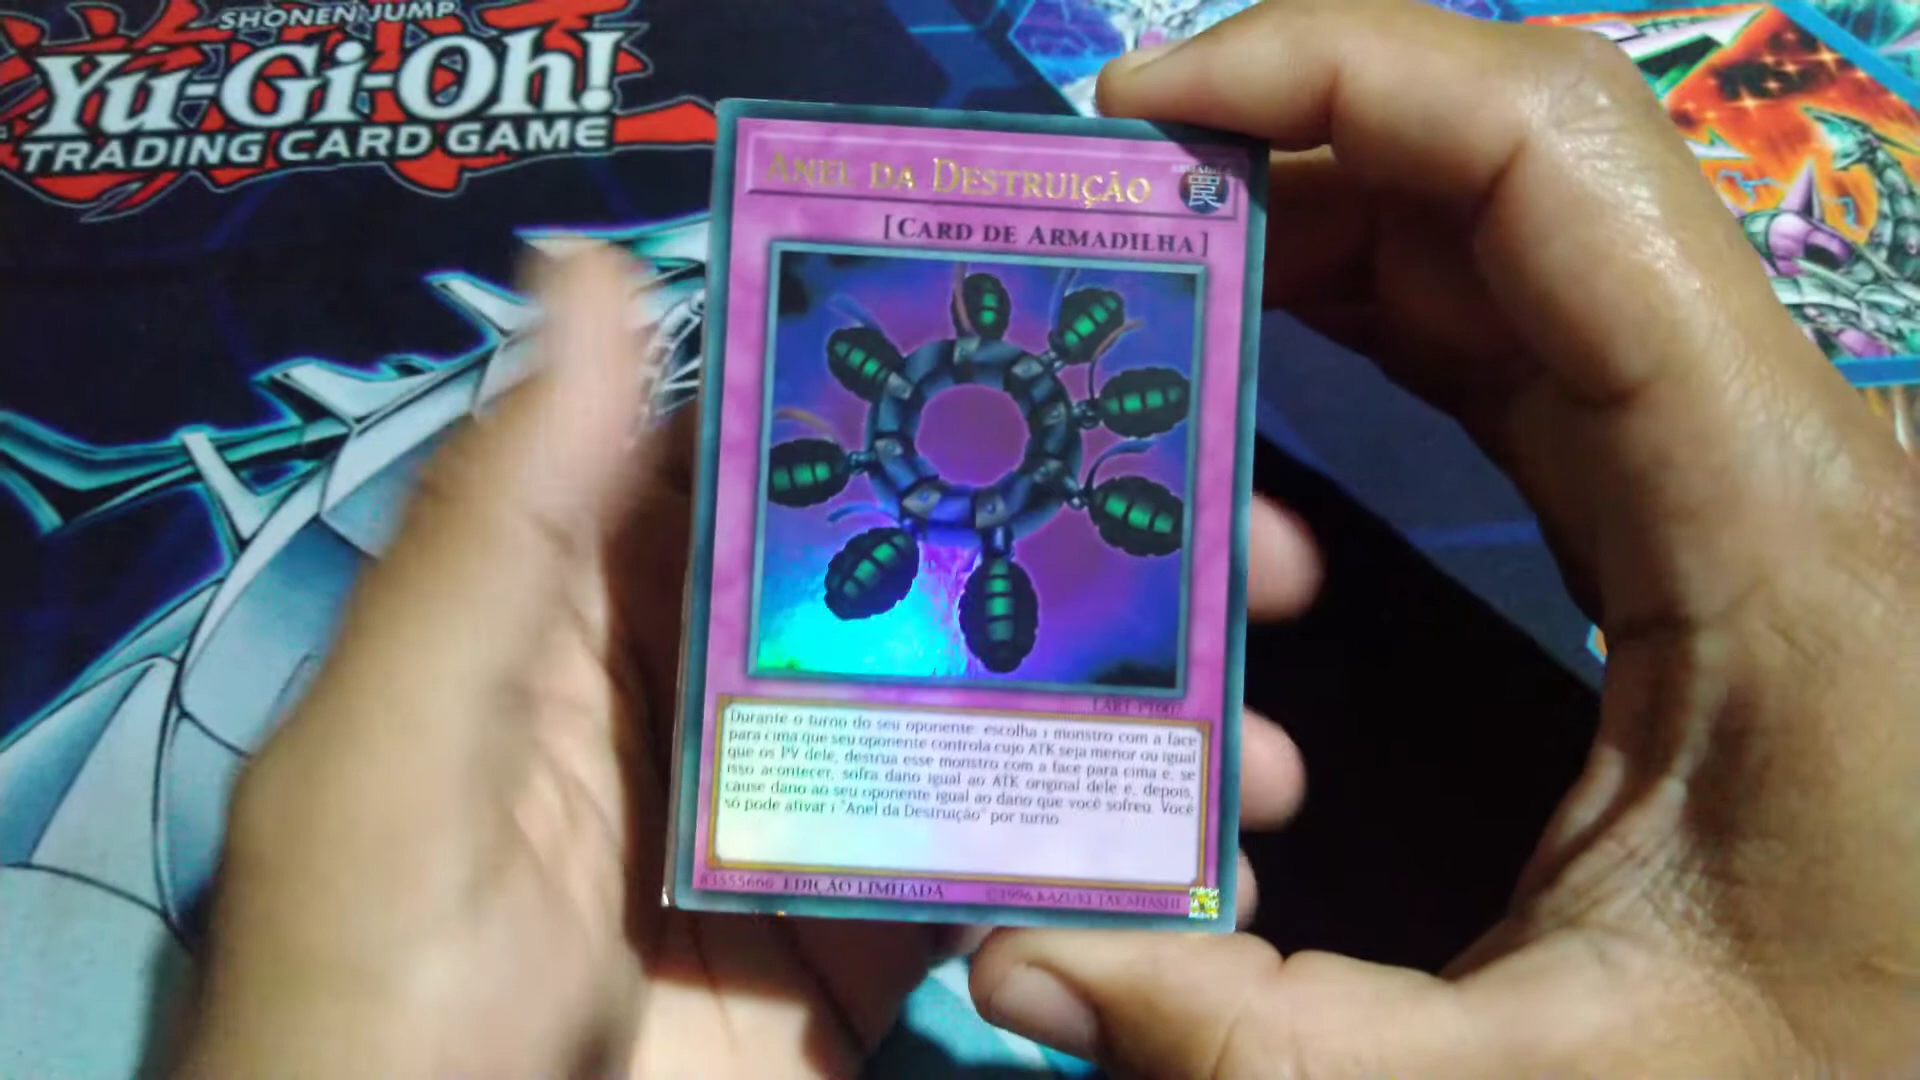 SHONEN JUMP
Yu-Gi-Oh!
TRADING CARD GAME
ANEL DA DESTRUIÇÃO
罠
[CARD DE ARMADILHA]
Durante o turno do seu oponente: escolha 1 monstro com a face
para cima que seu oponente controla cujo ATK seja menor ou igual
que os PV dele; destrua esse monstro com a face para cima e, se
isso acontecer, sofra dano igual ao ATK original dele e, depois,
cause dano ao seu oponente igual ao dano que você sofreu. Você
só pode ativar 1 "Anel da Destruição" por turno.
83555666 EDIÇÃO LIMITADA
©1996 KAZUKI TAKAHASHI